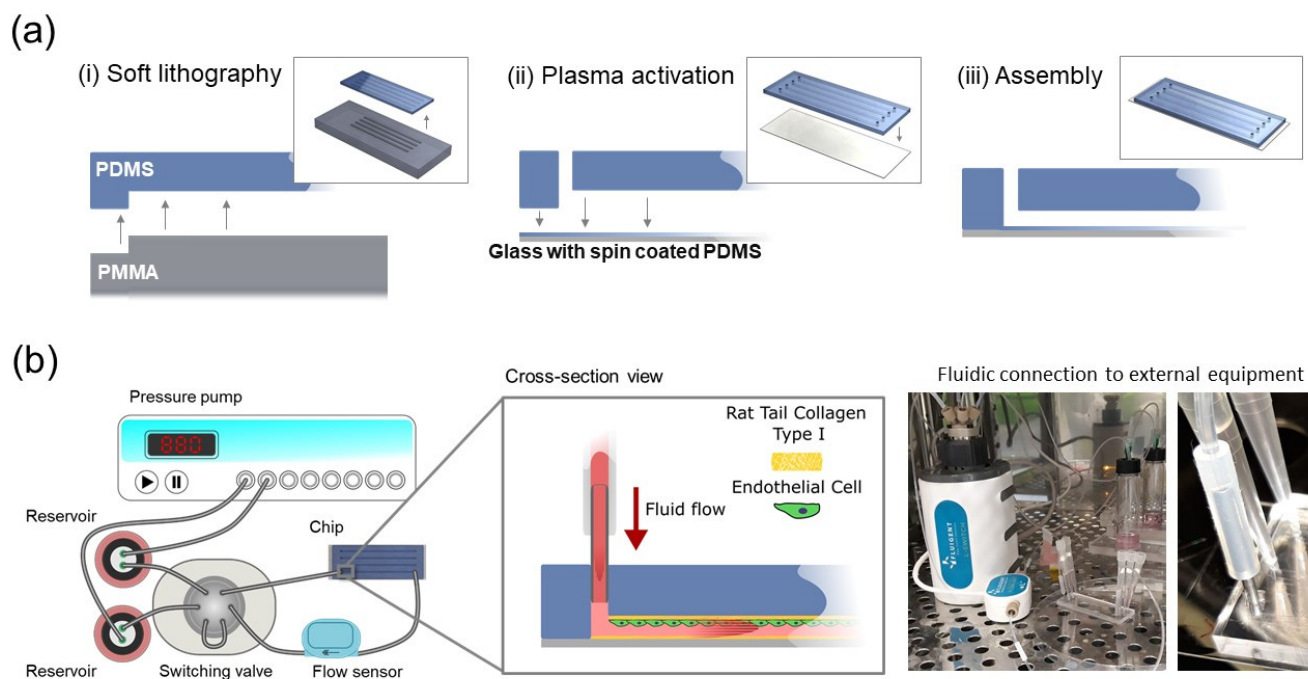 (a)
(i) Soft lithography
(ii) Plasma activation
(iii) Assembly
PDMS
PMMA
Glass with spin coated PDMS
(b)
Pressure pump
880
Reservoir
Chip
Reservoir
Switching valve
Flow sensor
Cross-section view
Rat Tail Collagen
Type I
Endothelial Cell
Fluid flow
Fluidic connection to external equipment
FLUIGENT